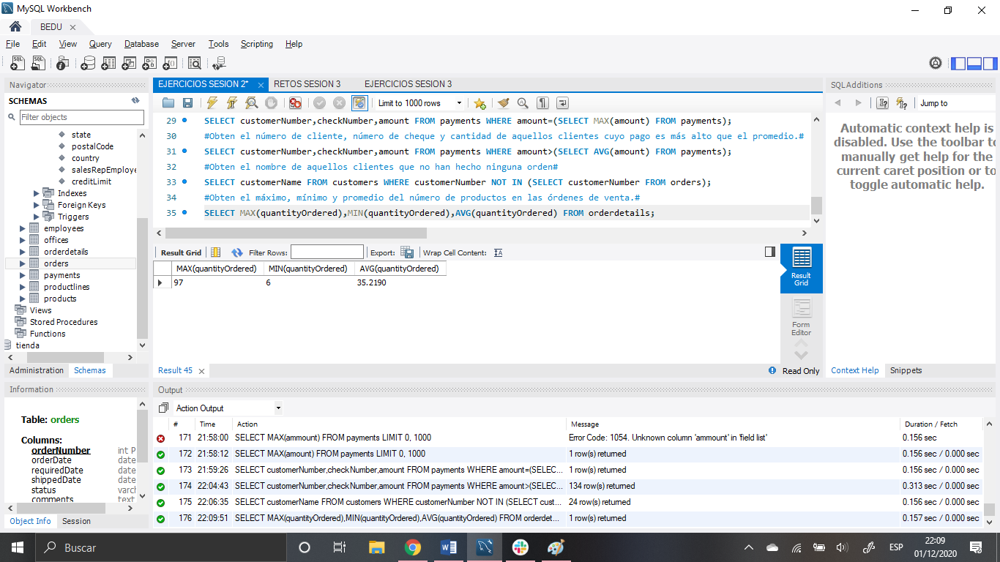 MySQL Workbench
BEDU
File Edit View Query Database Server Tools Scripting Help
Navigator
SCHEMAS
Filter objects
state
postalCode
country
salesRepEmploye
creditLimit
Indexes
Foreign Keys
Triggers
employees
offices
orderdetails
orders
payments
productlines
products
Views
Stored Procedures
Functions
tienda
Administration Schemas
Information
Table: orders
Columns:
orderNumber int P
orderDate date
requiredDate date
shippedDate date
status varch
comments text
Object Info Session
EJERCICIOS SESION 2* RETOS SESION 3 EJERCICIOS SESION 3
Limit to 1000 rows
29 SELECT customerNumber,checkNumber,amount FROM payments WHERE amount=(SELECT MAX(amount) FROM payments);
30 #Obten el número de cliente, número de cheque y cantidad de aquellos clientes cuyo pago es más alto que el promedio.#
31 SELECT customerNumber,checkNumber,amount FROM payments WHERE amount>(SELECT AVG(amount) FROM payments);
32 #Obten el nombre de aquellos clientes que no han hecho ninguna orden#
33 SELECT customerName FROM customers WHERE customerNumber NOT IN (SELECT customerNumber FROM orders);
34 #Obten el máximo, mínimo y promedio del número de productos en las órdenes de venta.#
35 SELECT MAX(quantityOrdered),MIN(quantityOrdered),AVG(quantityOrdered) FROM orderdetails;
Result Grid Filter Rows: Export: Wrap Cell Content:
MAX(quantityOrdered) MIN(quantityOrdered) AVG(quantityOrdered)
97 6 35.2190
Result
Grid
Form
Editor
Result 45 Read Only
SQLAdditions
Jump to
Automatic context help is
disabled. Use the toolbar to
manually get help for the
current caret position or to
toggle automatic help.
Context Help Snippets
Output
Action Output
# Time Action Message Duration / Fetch
171 21:58:00 SELECT MAX(ammount) FROM payments LIMIT 0, 1000 Error Code: 1054. Unknown column 'ammount' in 'field list' 0.156 sec
172 21:58:12 SELECT MAX(amount) FROM payments LIMIT 0, 1000 1 row(s) returned 0.156 sec / 0.000 sec
173 21:59:26 SELECT customerNumber,checkNumber,amount FROM payments WHERE amount=(SELEC... 1 row(s) returned 0.156 sec / 0.000 sec
174 22:04:43 SELECT customerNumber,checkNumber,amount FROM payments WHERE amount>(SELEC... 134 row(s) returned 0.313 sec / 0.000 sec
175 22:06:35 SELECT customerName FROM customers WHERE customerNumber NOT IN (SELECT cust... 24 row(s) returned 0.156 sec / 0.000 sec
176 22:09:51 SELECT MAX(quantityOrdered),MIN(quantityOrdered),AVG(quantityOrdered) FROM orderdet... 1 row(s) returned 0.157 sec / 0.000 sec
Buscar
ESP
22:09
01/12/2020